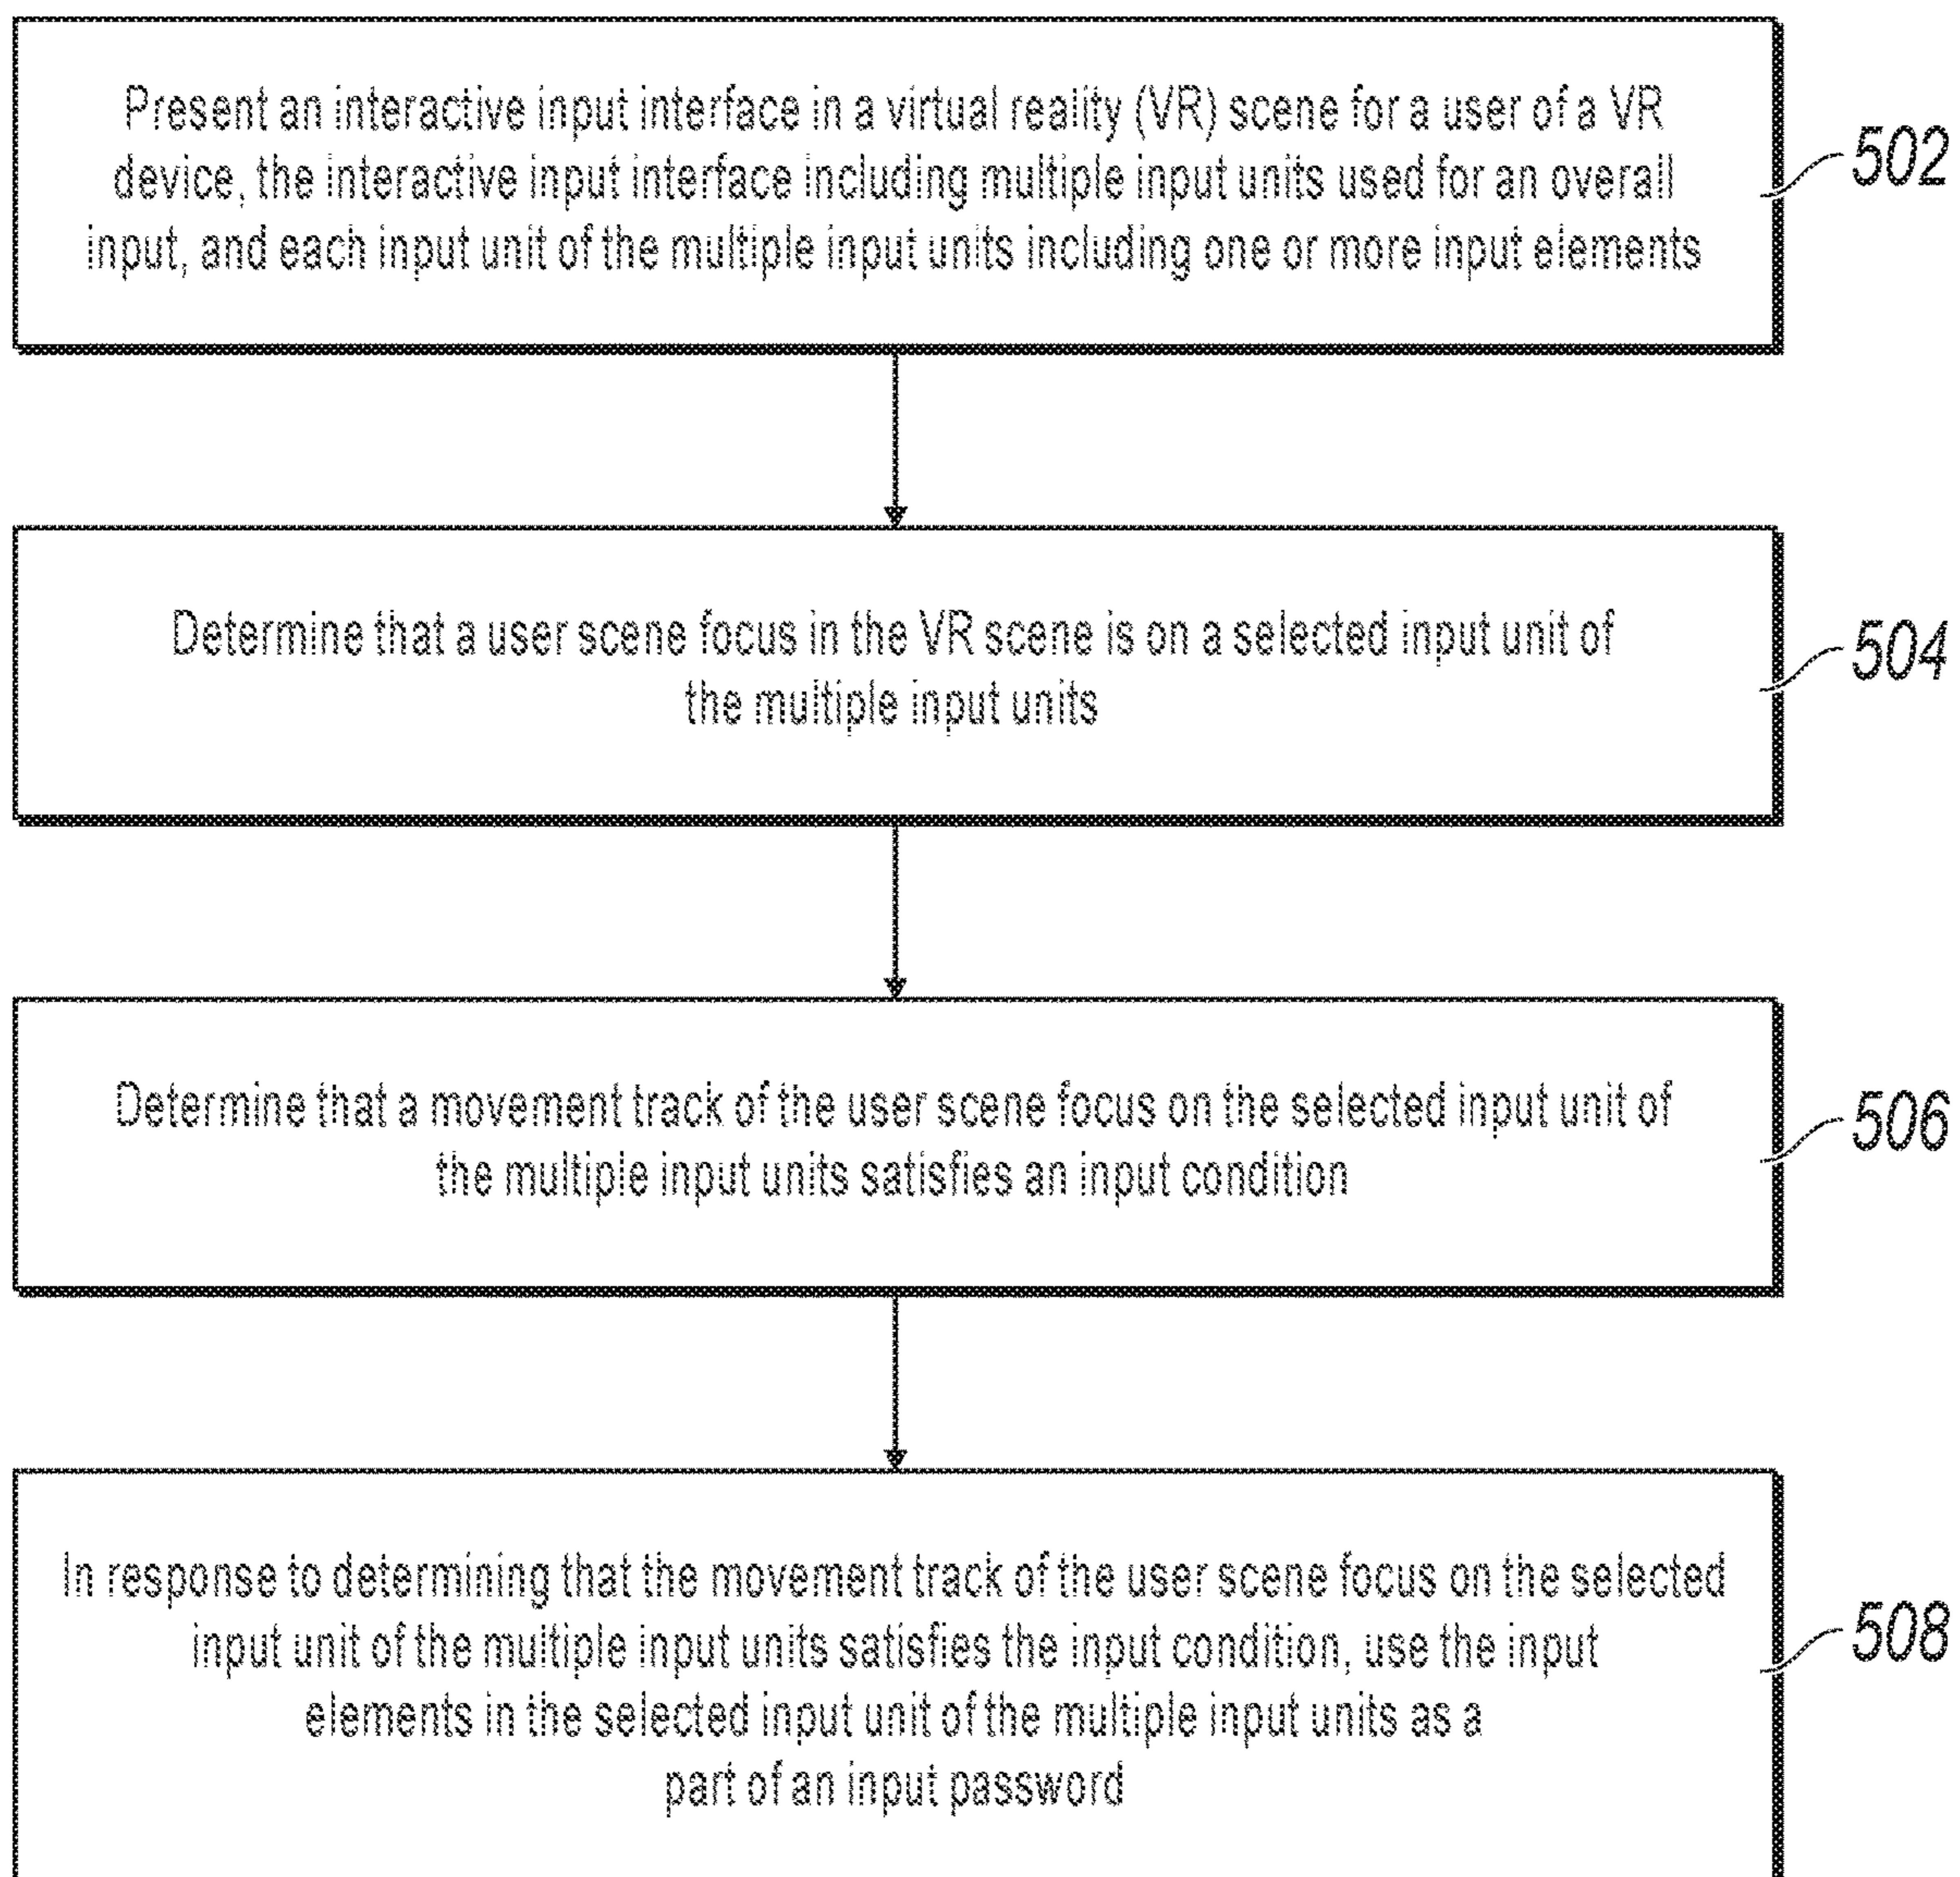 Present an interactive input interface in a virtual reality (VR) scene for a user of a VR
device, the interactive input interface including multiple input units used for an overall
input, and each input unit of the multiple input units including one or more input elements
502
Determine that a user scene focus in the VR scene is on a selected input unit of
the multiple input units
504
Determine that a movement track of the user scene focus on the selected input unit of
the multiple input units satisfies an input condition
506
In response to determining that the movement track of the user scene focus on the selected
input unit of the multiple input units satisfies the input condition, use the input
elements in the selected input unit of the multiple input units as a
part of an input password
508